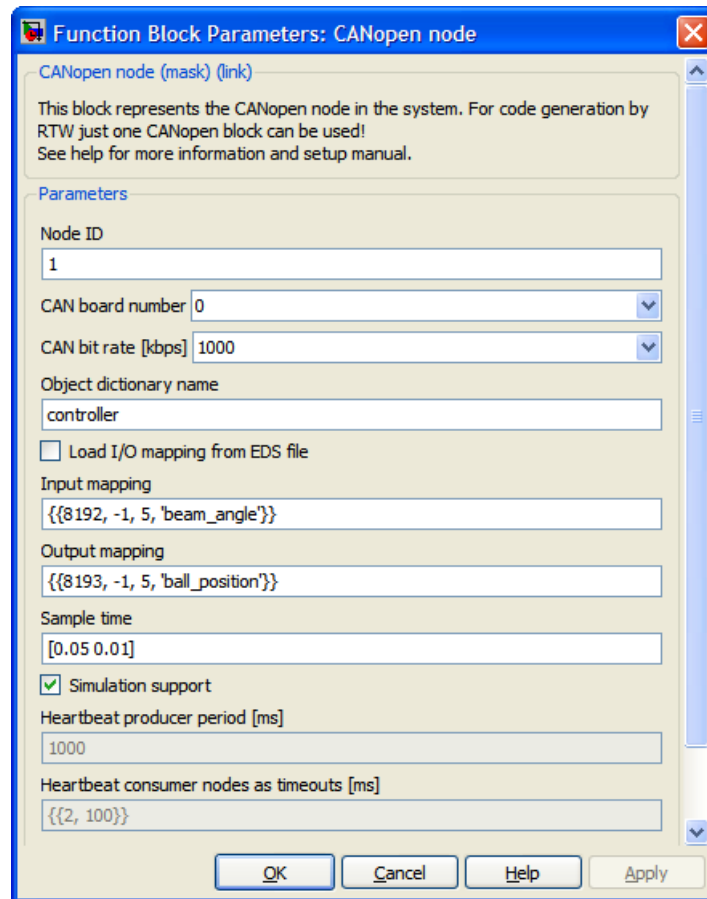 Function Block Parameters: CANopen node
CANopen node (mask) (link)
This block represents the CANopen node in the system. For code generation by
RTW just one CANopen block can be used!
See help for more information and setup manual.
Parameters
Node ID
1
CAN board number 0
CAN bit rate [kbps] 1000
Object dictionary name
controller
Load I/O mapping from EDS file
Input mapping
{{8192, -1, 5, 'beam_angle'}}
Output mapping
{{8193, -1, 5, 'ball_position'}}
Sample time
[0.05 0.01]
Simulation support
Heartbeat producer period [ms]
1000
Heartbeat consumer nodes as timeouts [ms]
{{2, 100}}
OK Cancel Help Apply